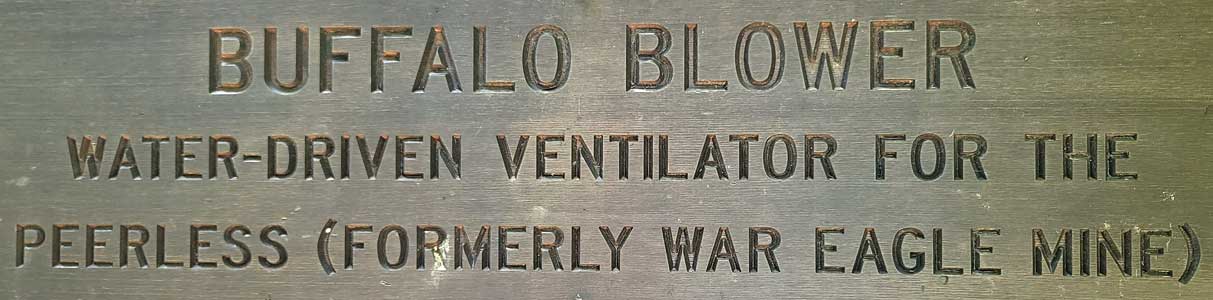 BUFFALO BLOWER
WATER-DRIVEN VENTILATOR FOR THE
PEERLESS (FORMERLY WAR EAGLE MINE)